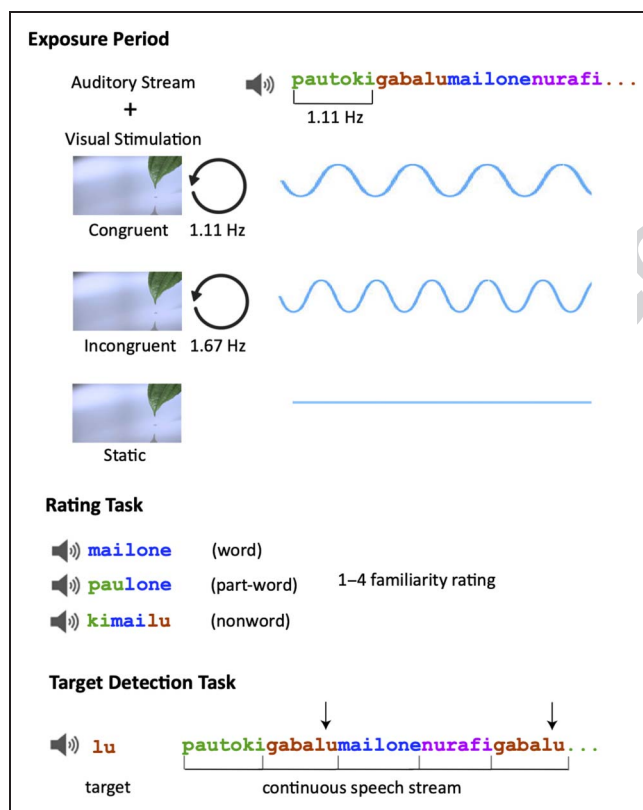 Exposure Period
Auditory Stream
pautokigabalumailonenurafi...
+
1.11 Hz
Visual Stimulation
Congruent 1.11 Hz
Incongruent 1.67 Hz
Static
Rating Task
mailone (word)
paulone (part-word) 1–4 familiarity rating
kimailu (nonword)
Target Detection Task
lu pautokigabalumailonenurafigabalu...
target continuous speech stream